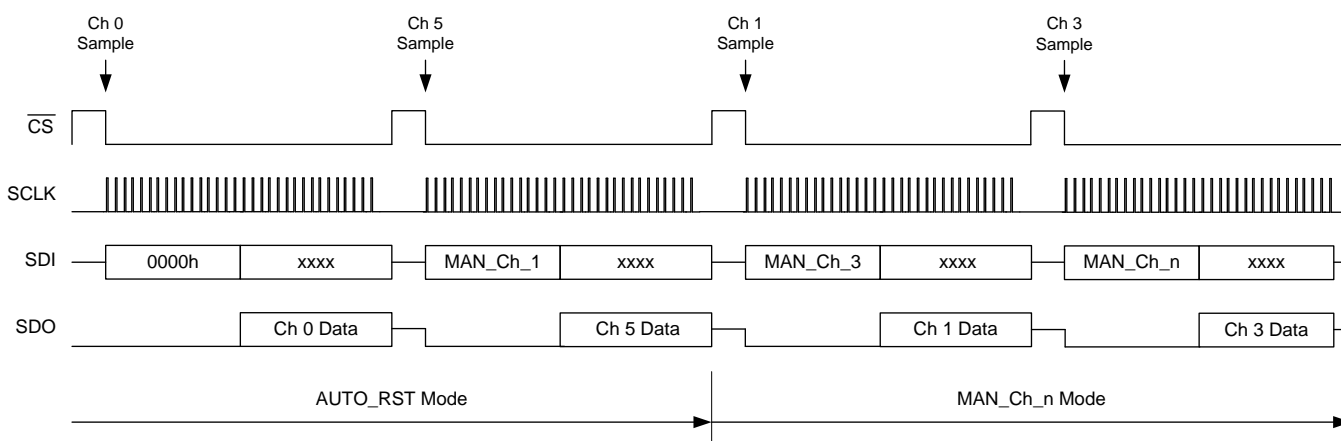 Ch 0
Sample
Ch 5
Sample
Ch 1
Sample
Ch 3
Sample
CS
SCLK
SDI
0000h
xxxx
MAN_Ch_1
xxxx
MAN_Ch_3
xxxx
MAN_Ch_n
xxxx
SDO
Ch 0 Data
Ch 5 Data
Ch 1 Data
Ch 3 Data
AUTO_RST Mode
MAN_Ch_n Mode